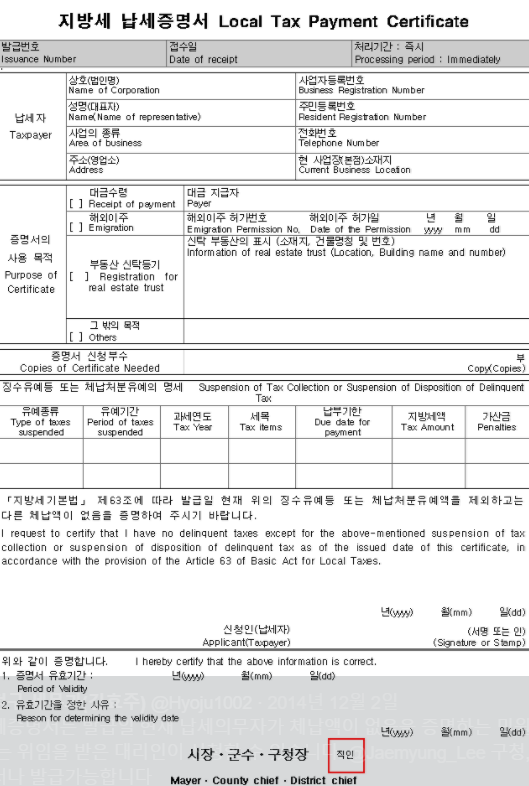 지방세 납세증명서 Local Tax Payment Certificate
발급번호
Issuance Number
접수일
Date of receipt
처리기간 : 즉시
Processing period : Immediately
납세자
Taxpayer
상호(법인명)
Name of Corporation
사업자등록번호
Business Registration Number
성명(대표자)
Name(Name of representative)
주민등록번호
Resident Registration Number
사업의 종류
Area of business
전화번호
Telephone Number
주소(영업소)
Address
현 사업장(본점)소재지
Current Business Location
증명서의
사용 목적
Purpose of
Certificate
대금수령
[ ] Receipt of payment
대금 지급자
Payer
해외이주
[ ] Emigration
해외이주 허가번호 해외이주 허가일 년 월 일
Emigration Permission No. Date of the Permission yyyy mm dd
부동산 신탁등기
[ ] Registration for
real estate trust
신탁 부동산의 표시 (소재지, 건물명칭 및 번호)
Information of real estate trust (Location, Building name and number)
그 밖의 목적
[ ] Others
증명서 신청부수
Copies of Certificate Needed
부
Copy(Copies)
징수유예등 또는 체납처분유예의 명세 Suspension of Tax Collection or Suspension of Disposition of Delinquent
Tax
유예종류
Type of taxes
suspended
유예기간
Period of taxes
suspended
과세연도
Tax Year
세목
Tax items
납부기한
Due date for
payment
지방세액
Tax Amount
가산금
Penalties
「지방세기본법」 제63조에 따라 발급일 현재 위의 징수유예등 또는 체납처분유예액을 제외하고는
다른 체납액이 없음을 증명하여 주시기 바랍니다.
I request to certify that I have no delinquent taxes except for the above-mentioned suspension of tax
collection or suspension of disposition of delinquent tax as of the issued date of this certificate, in
accordance with the provision of the Article 63 of Basic Act for Local Taxes.
년(yyyy) 월(mm) 일(dd)
신청인(납세자) (서명 또는 인)
Applicant(Taxpayer) (Signature or Stamp)
위와 같이 증명합니다. I hereby certify that the above information is correct.
1. 증명서 유효기간 : 년(yyyy) 월(mm) 일(dd)
Period of Validity
@Hyoju1002 · 2014년 12월 2일
2. 유효기간을 정한 사유 :
Reason for determining the validity date
년(yyyy) 월(mm) 일(dd)
시장 · 군수 · 구청장 직인
발급가능합니다
Mayer · County chief · District chief